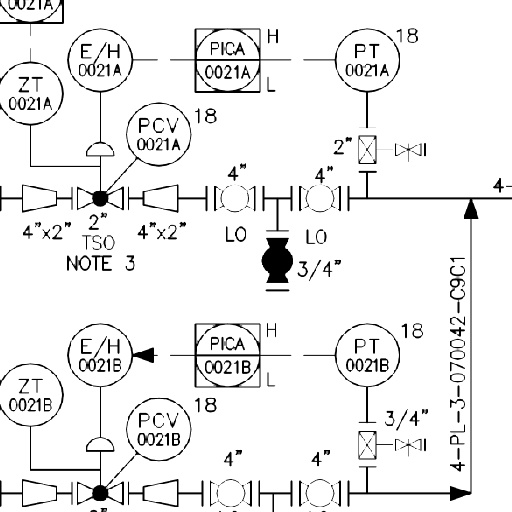 0021A
E/H
0021A
PICA
0021A
H
L
PT
0021A
18
ZT
0021A
PCV
0021A
18
2"
4"
4"
4"x2"
2"
4"x2"
TSO
NOTE 3
LO
LO
3/4"
4-
4-PL-3-070042-C9C1
E/H
0021B
PICA
0021B
H
L
PT
0021B
18
ZT
0021B
PCV
0021B
18
3/4"
4"
4"